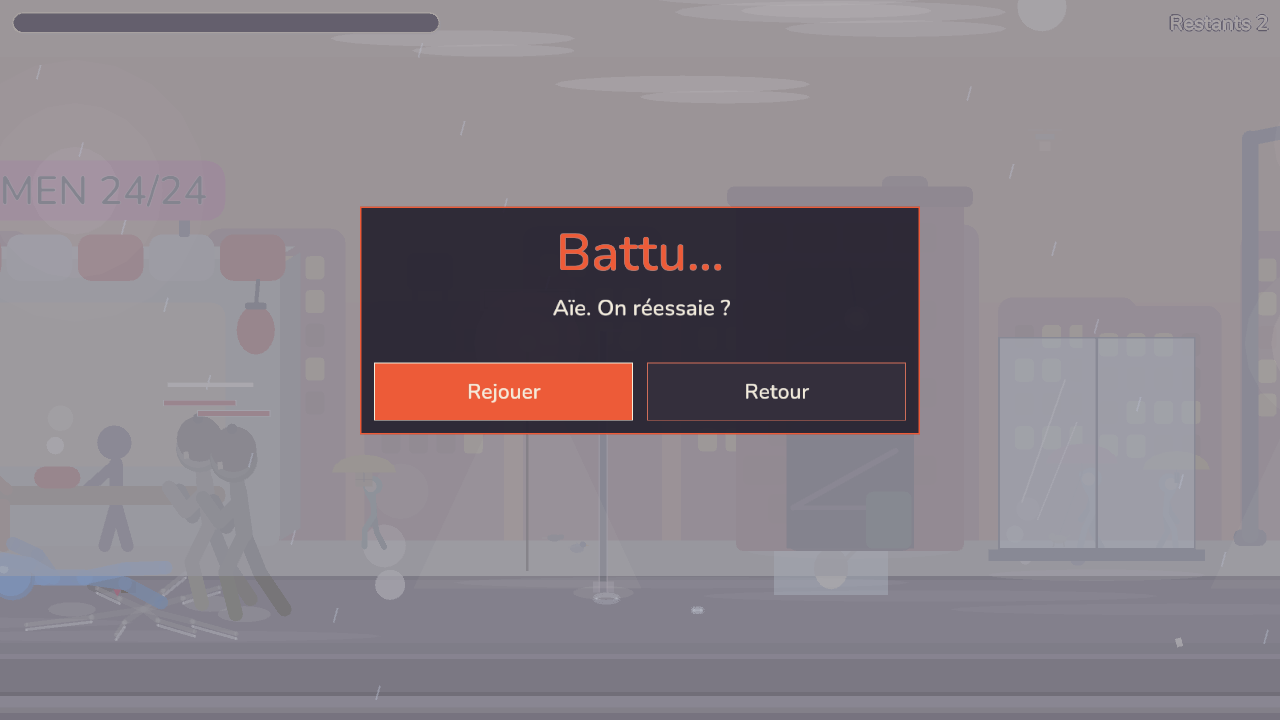 Restants 2
MEN 24/24
Battu...
Aïe. On réessaie ?
Rejouer
Retour